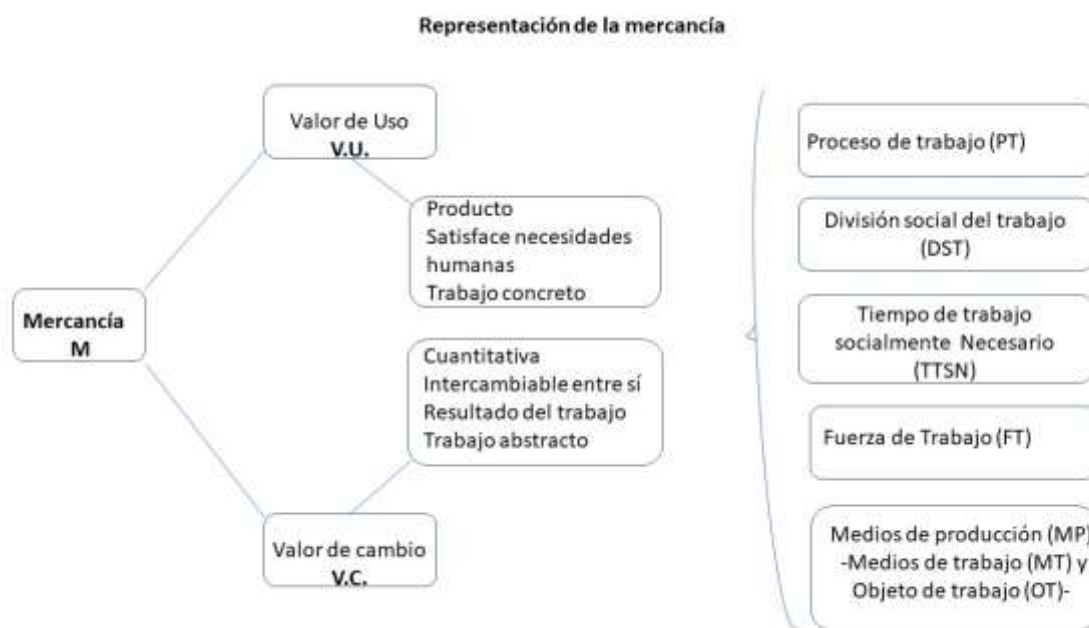 Representación de la mercancía
Valor de Uso
V.U.
Producto
Satisface necesidades
humanas
Trabajo concreto
Mercancía
M
Cuantitativa
Intercambiable entre sí
Resultado del trabajo
Trabajo abstracto
Valor de cambio
V.C.
Proceso de trabajo (PT)
División social del trabajo
(DST)
Tiempo de trabajo
socialmente Necesario
(TTSN)
Fuerza de Trabajo (FT)
Medios de producción (MP)
-Medios de trabajo (MT) y
Objeto de trabajo (OT)-